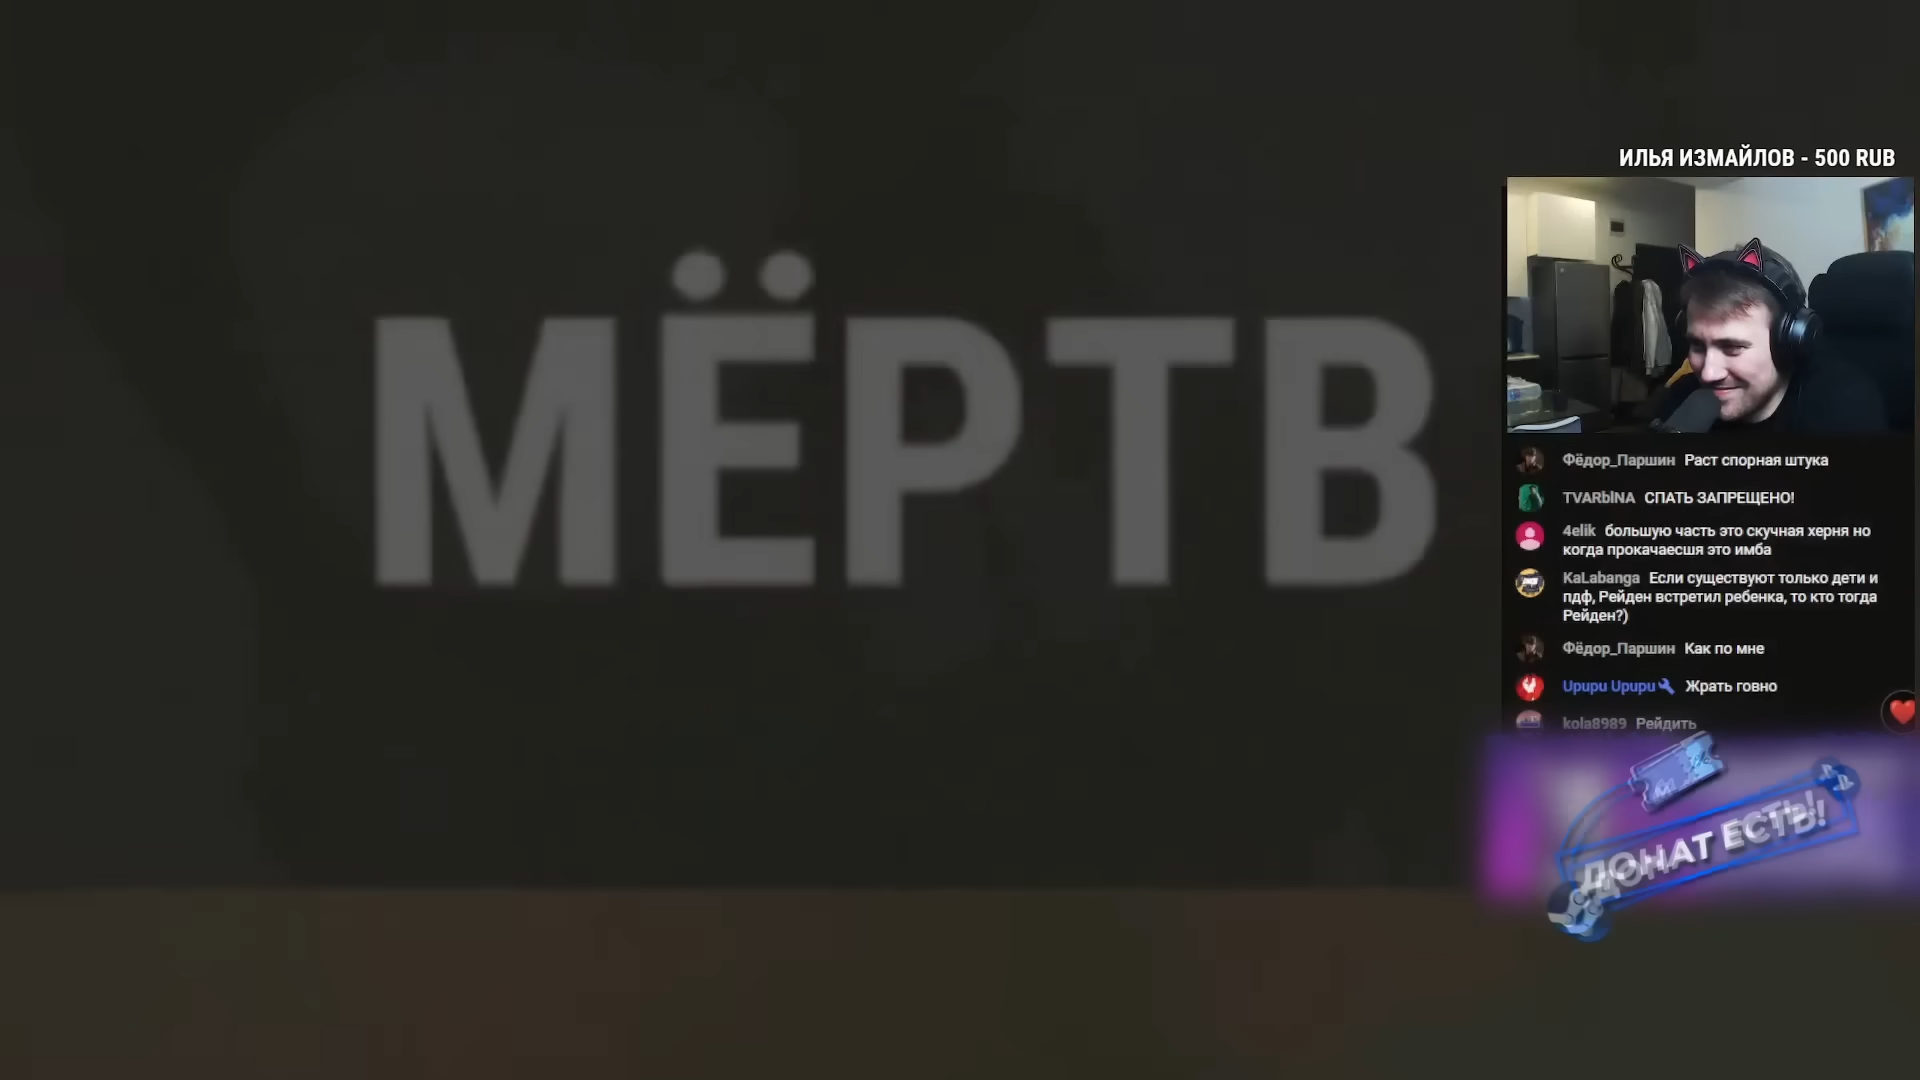 МЁРТВ
ИЛЬЯ ИЗМАЙЛОВ - 500 RUB
Фёдор_Паршин Раст спорная штука
TVARbINA СПАТЬ ЗАПРЕЩЕНО!
4elik большую часть это скучная херня но
когда прокачаесшя это имба
KaLabanga Если существуют только дети и
пдф, Рейден встретил ребенка, то кто тогда
Рейден?)
Фёдор_Паршин Как по мне
Upupu Upupu Жрать говно
kola8989 Рейдить
ДОНАТ ЕСТЬ!